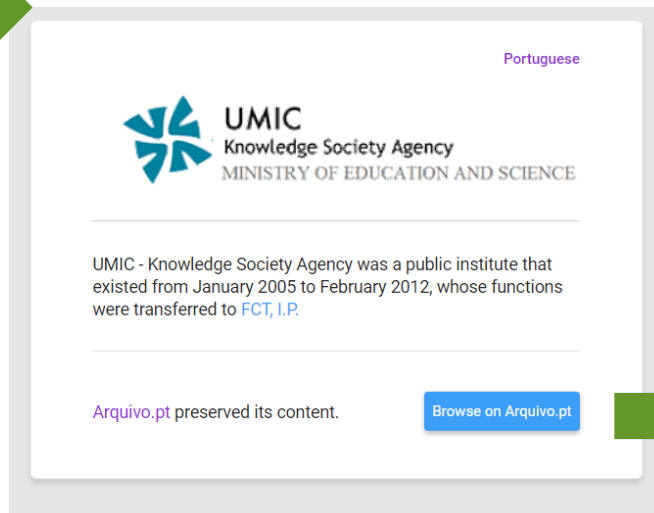 Portuguese
UMIC
Knowledge Society Agency
MINISTRY OF EDUCATION AND SCIENCE
UMIC - Knowledge Society Agency was a public institute that
existed from January 2005 to February 2012, whose functions
were transferred to FCT, I.P.
Arquivo.pt preserved its content.
Browse on Arquivo.pt